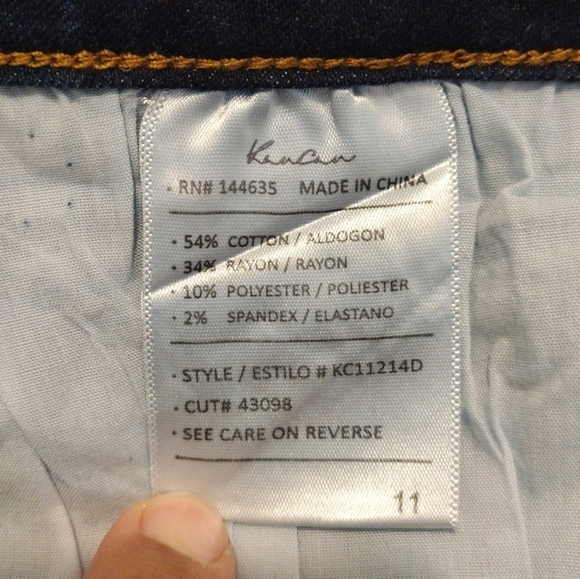 KanCan
· RN# 144635 MADE IN CHINA
· 54% COTTON / ALDOGON
· 34% RAYON / RAYON
· 10% POLYESTER / POLIESTER
· 2% SPANDEX / ELASTANO
· STYLE / ESTILO # KC11214D
· CUT# 43098
· SEE CARE ON REVERSE
11